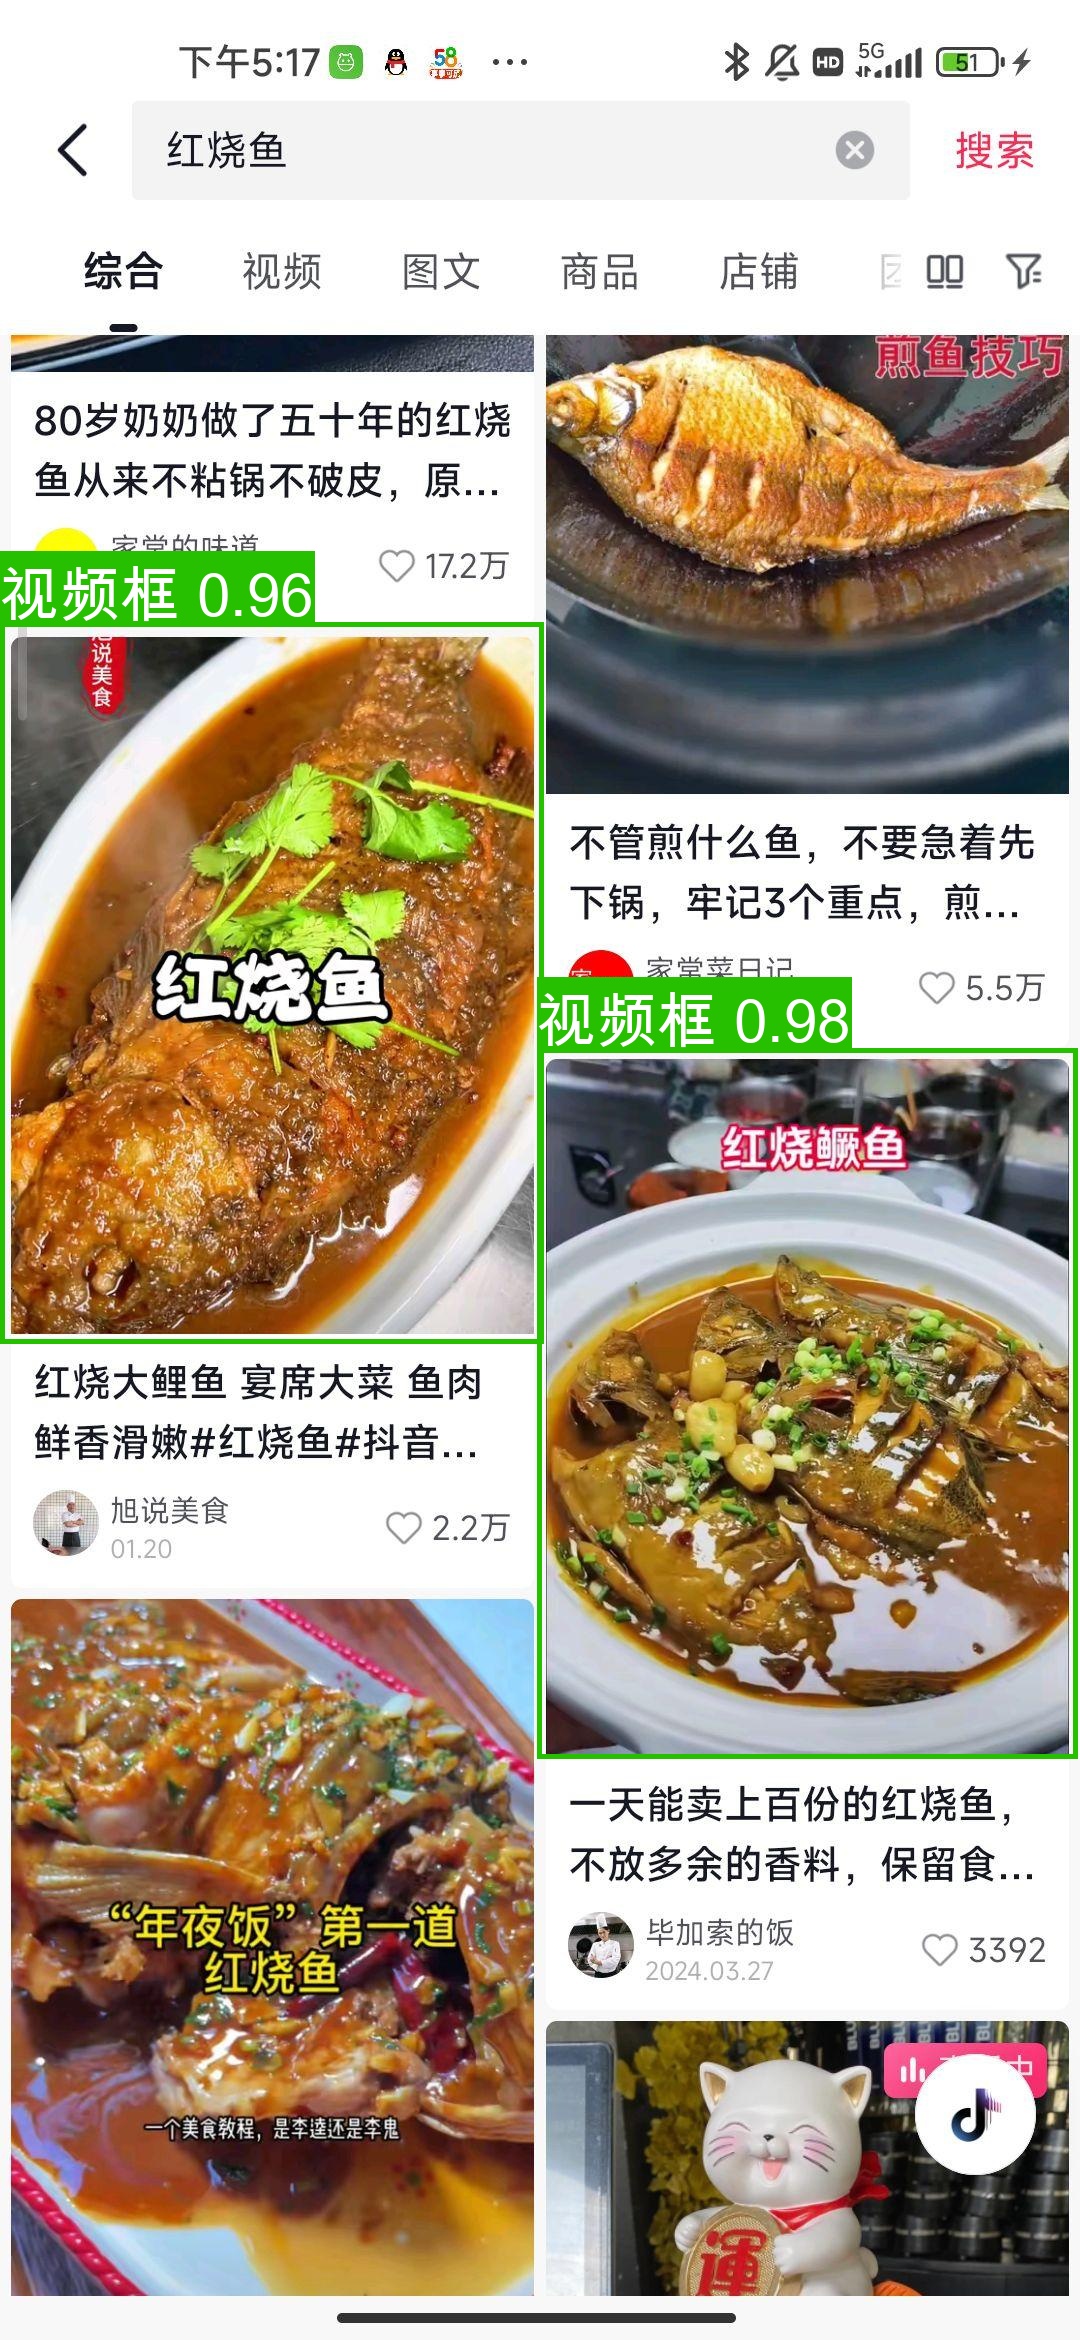 下午5:17
58
HD
5G
51
红烧鱼
搜索
综合
视频
图文
商品
店铺
煎鱼技巧
80岁奶奶做了五十年的红烧
鱼从来不粘锅不破皮，原...
家常的味道
17.2万
视频框 0.96
说美食
红烧鱼
不管煎什么鱼，不要急着先
下锅，牢记3个重点，煎...
家常菜日记
5.5万
视频框 0.98
红烧鳜鱼
红烧大鲤鱼 宴席大菜 鱼肉
鲜香滑嫩#红烧鱼#抖音...
旭说美食
01.20
2.2万
“年夜饭”第一道
红烧鱼
一个美食教程，是李逵还是李鬼
一天能卖上百份的红烧鱼，
不放多余的香料，保留食...
毕加索的饭
2024.03.27
3392
中
運